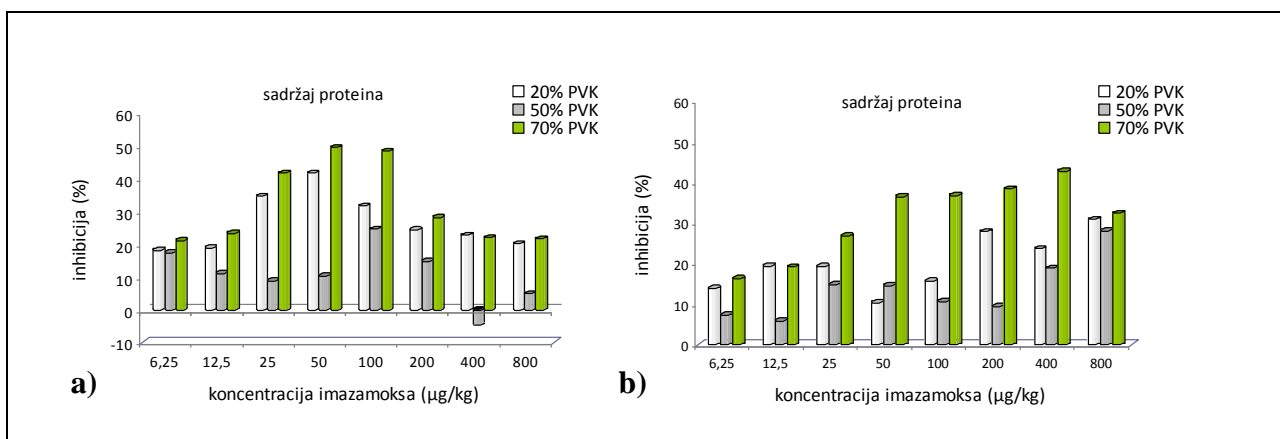 sadržaj proteina
20% PVK
50% PVK
70% PVK
inhibicija (%)
60
50
40
30
20
10
0
-10
6,25 12,5 25 50 100 200 400 800
koncentracija imazamoksa (µg/kg)
a)
sadržaj proteina
20% PVK
50% PVK
70% PVK
inhibicija (%)
60
50
40
30
20
10
0
6,25 12,5 25 50 100 200 400 800
koncentracija imazamoksa (µg/kg)
b)